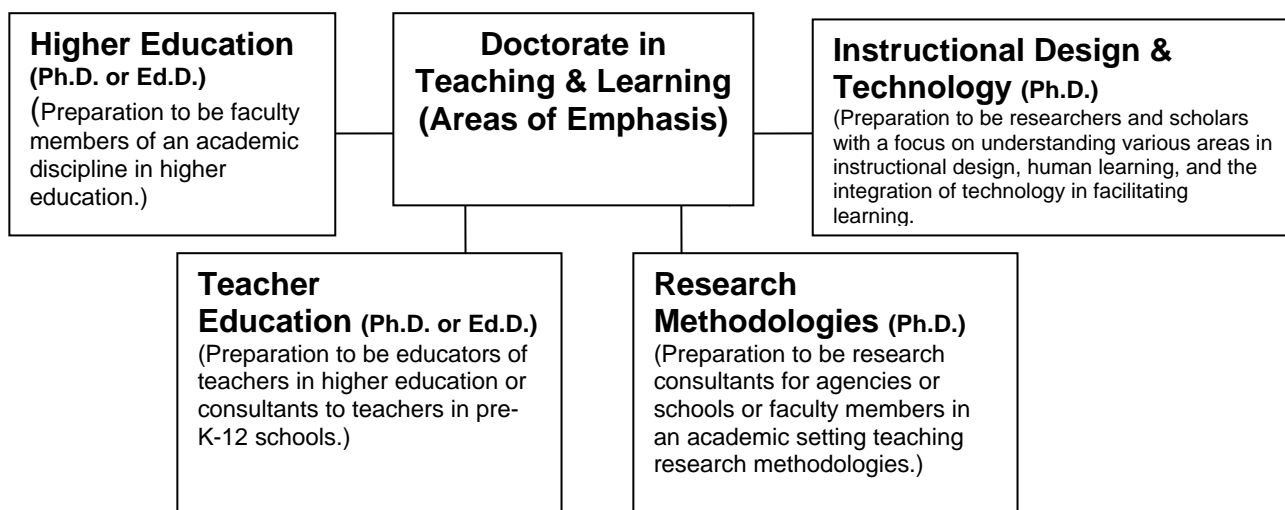 Higher Education
(Ph.D. or Ed.D.)
(Preparation to be faculty
members of an academic
discipline in higher
education.)
Doctorate in
Teaching & Learning
(Areas of Emphasis)
Instructional Design &
Technology (Ph.D.)
(Preparation to be researchers and scholars
with a focus on understanding various areas in
instructional design, human learning, and the
integration of technology in facilitating
learning.
Teacher
Education (Ph.D. or Ed.D.)
(Preparation to be educators of
teachers in higher education or
consultants to teachers in pre-
K-12 schools.)
Research
Methodologies (Ph.D.)
(Preparation to be research
consultants for agencies or
schools or faculty members in
an academic setting teaching
research methodologies.)